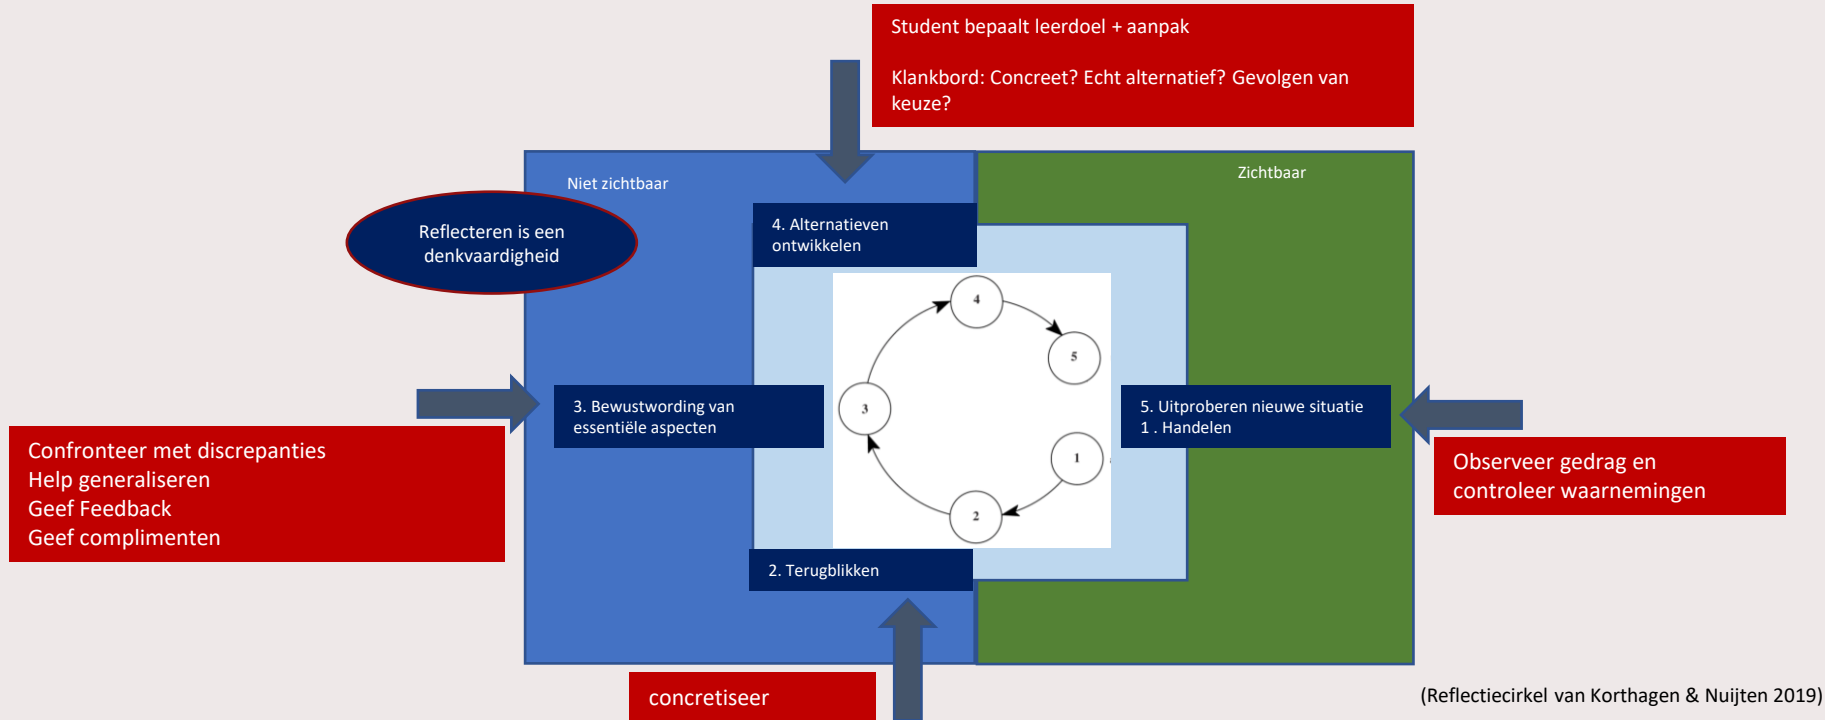 Student bepaalt leerdoel + aanpak
Klankbord: Concreet? Echt alternatief? Gevolgen van
keuze?
Niet zichtbaar
Zichtbaar
Reflecteren is een
denkvaardigheid
4. Alternatieven
ontwikkelen
4
5
3
1
2
3. Bewustwording van
essentiële aspecten
5. Uitproberen nieuwe situatie
1 . Handelen
Confronteer met discrepanties
Help generaliseren
Geef Feedback
Geef complimenten
Observeer gedrag en
controleer waarnemingen
2. Terugblikken
concretiseer
(Reflectiecirkel van Korthagen & Nuijten 2019)